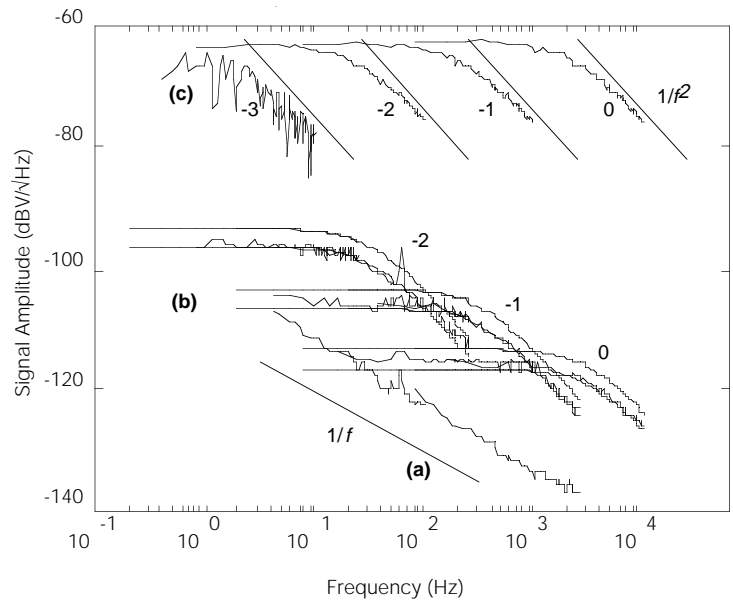 -60
(c)
-3
-2
-1
0
1/f2
-80
Signal Amplitude (dBV/√Hz)
-100
-2
(b)
-1
0
-120
1/f
(a)
-140
10 -1
10 0
10 1
10 2
10 3
10 4
Frequency (Hz)